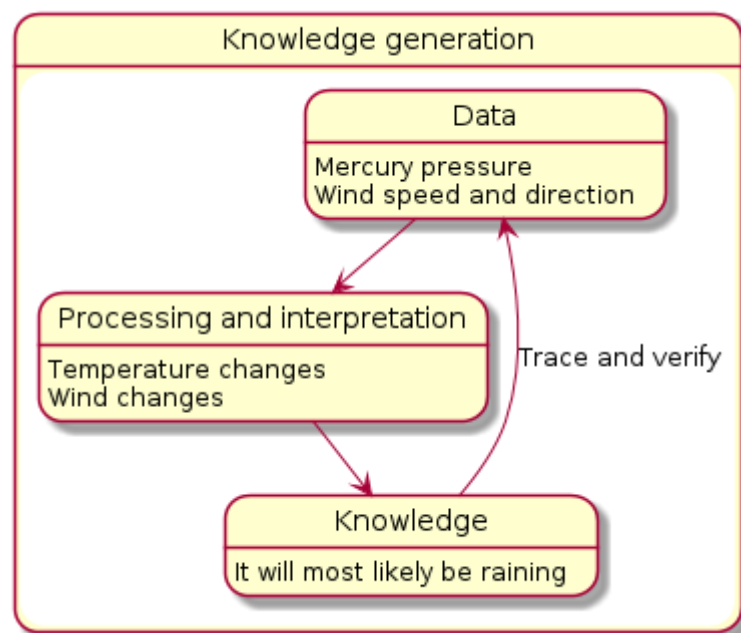 Knowledge generation
Data
Mercury pressure
Wind speed and direction
Processing and interpretation
Temperature changes
Wind changes
Trace and verify
Knowledge
It will most likely be raining